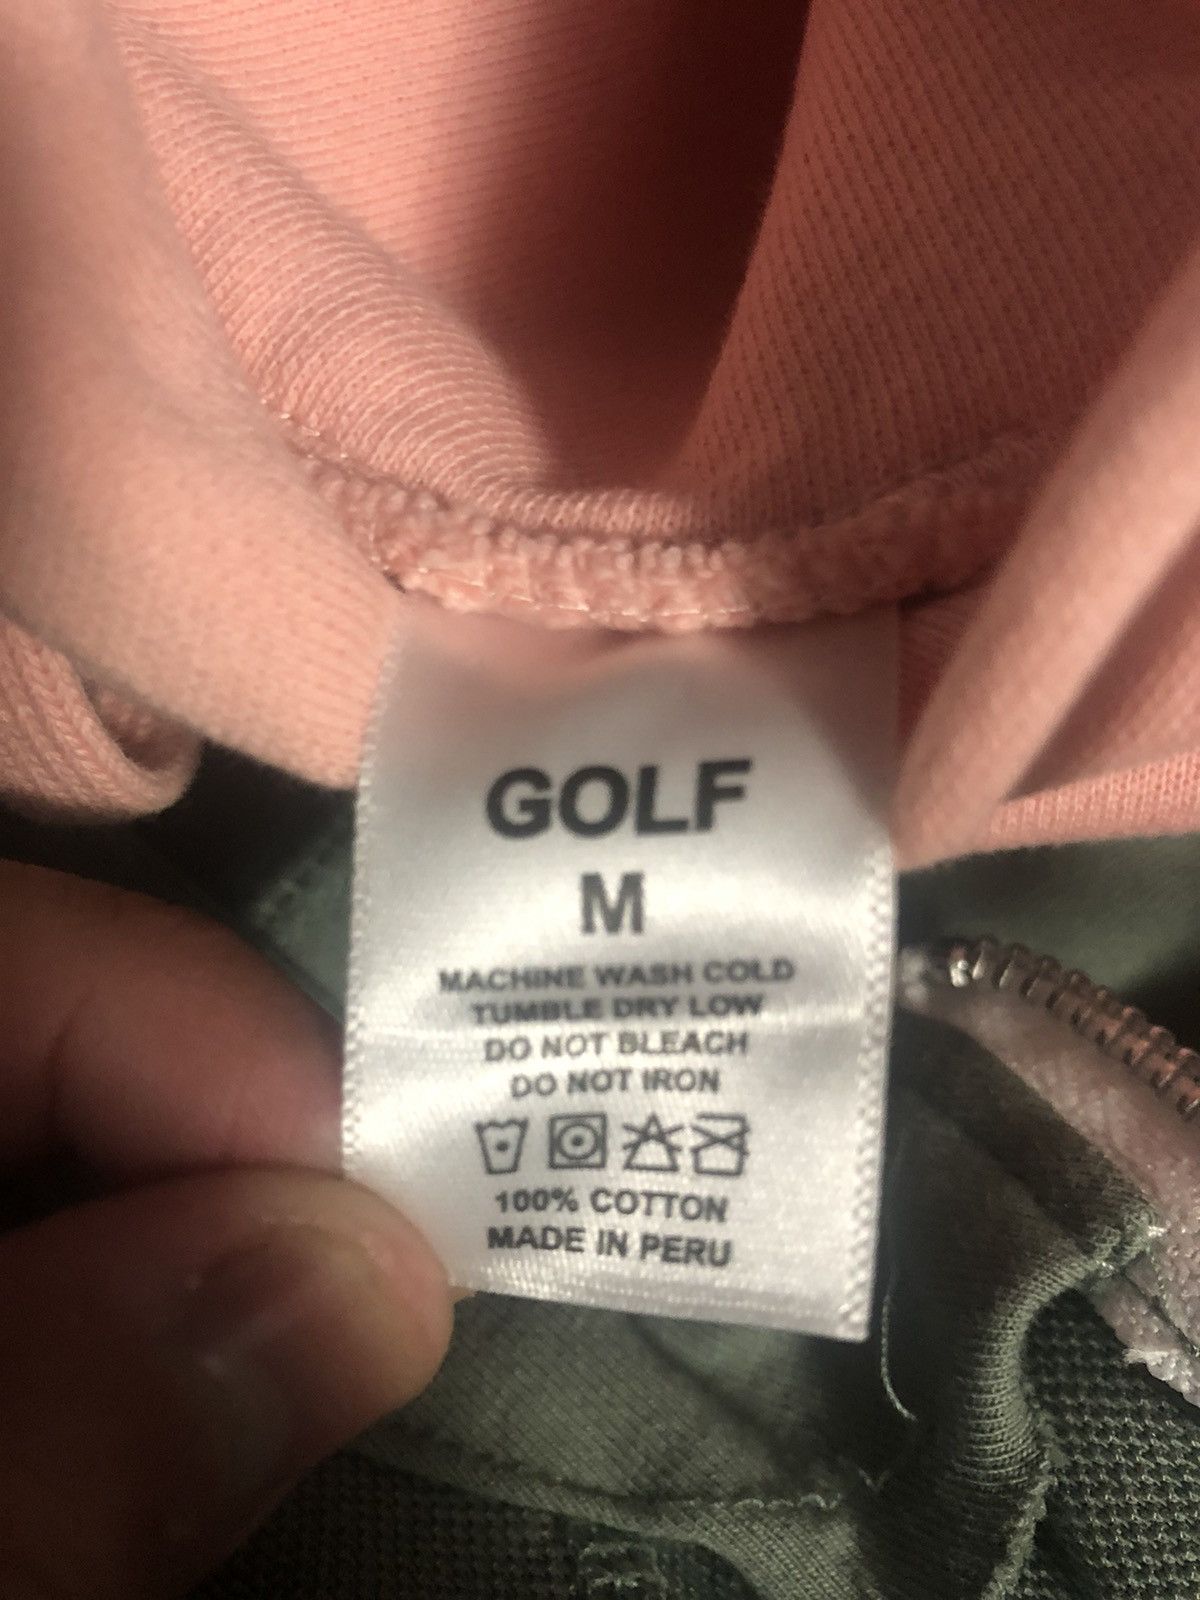 GOLF
M
MACHINE WASH COLD
TUMBLE DRY LOW
DO NOT BLEACH
DO NOT IRON
100% COTTON
MADE IN PERU